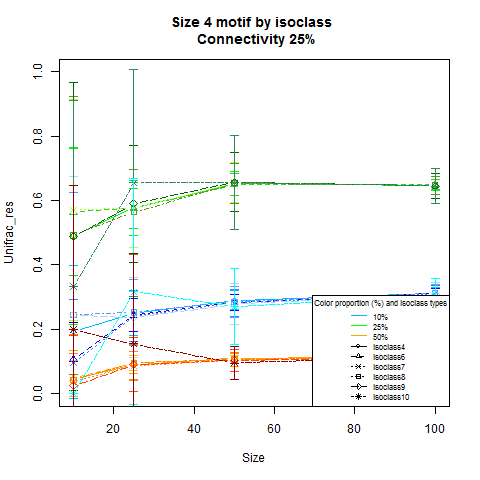 Size 4 motif by isoclass
Connectivity 25%
Unifrac_res
0.0
0.2
0.4
0.6
0.8
1.0
20
40
60
80
100
Size
Color proportion (%) and Isoclass types
10%
25%
50%
Isoclass4
Isoclass6
Isoclass7
Isoclass8
Isoclass9
Isoclass10